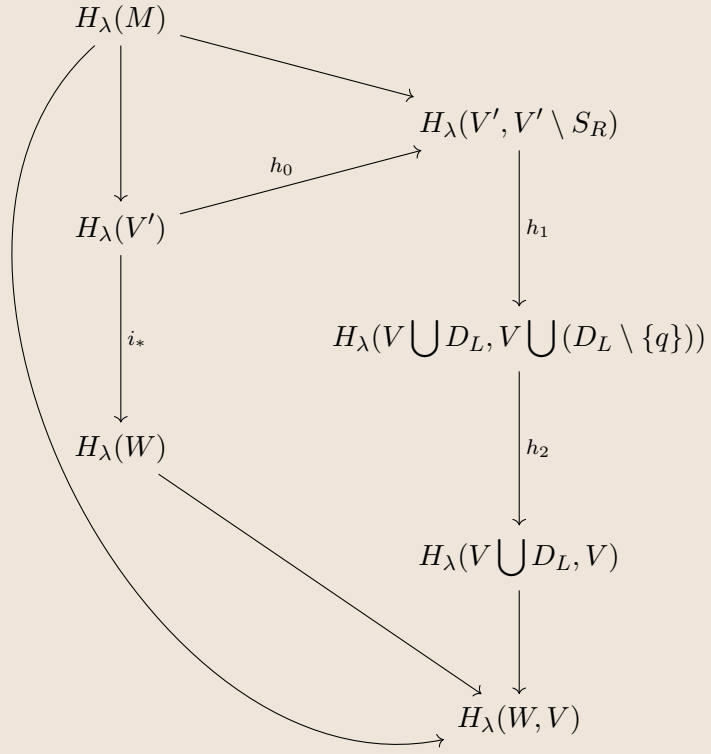 H_λ(M)
H_λ(V′, V′ \ S_R)
h_0
H_λ(V′)
h_1
i_*
H_λ(V ⋃ D_L, V ⋃(D_L \ {q}))
h_2
H_λ(W)
H_λ(V ⋃ D_L, V)
H_λ(W, V)